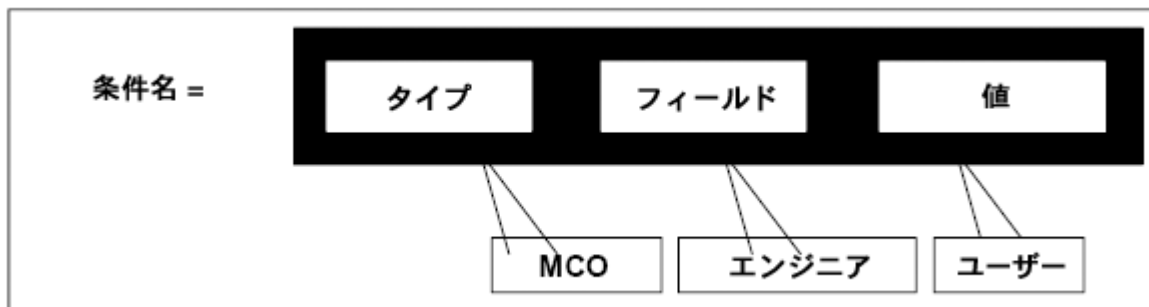 条件名 =
タイプ
フィールド
値
MCO
エンジニア
ユーザー